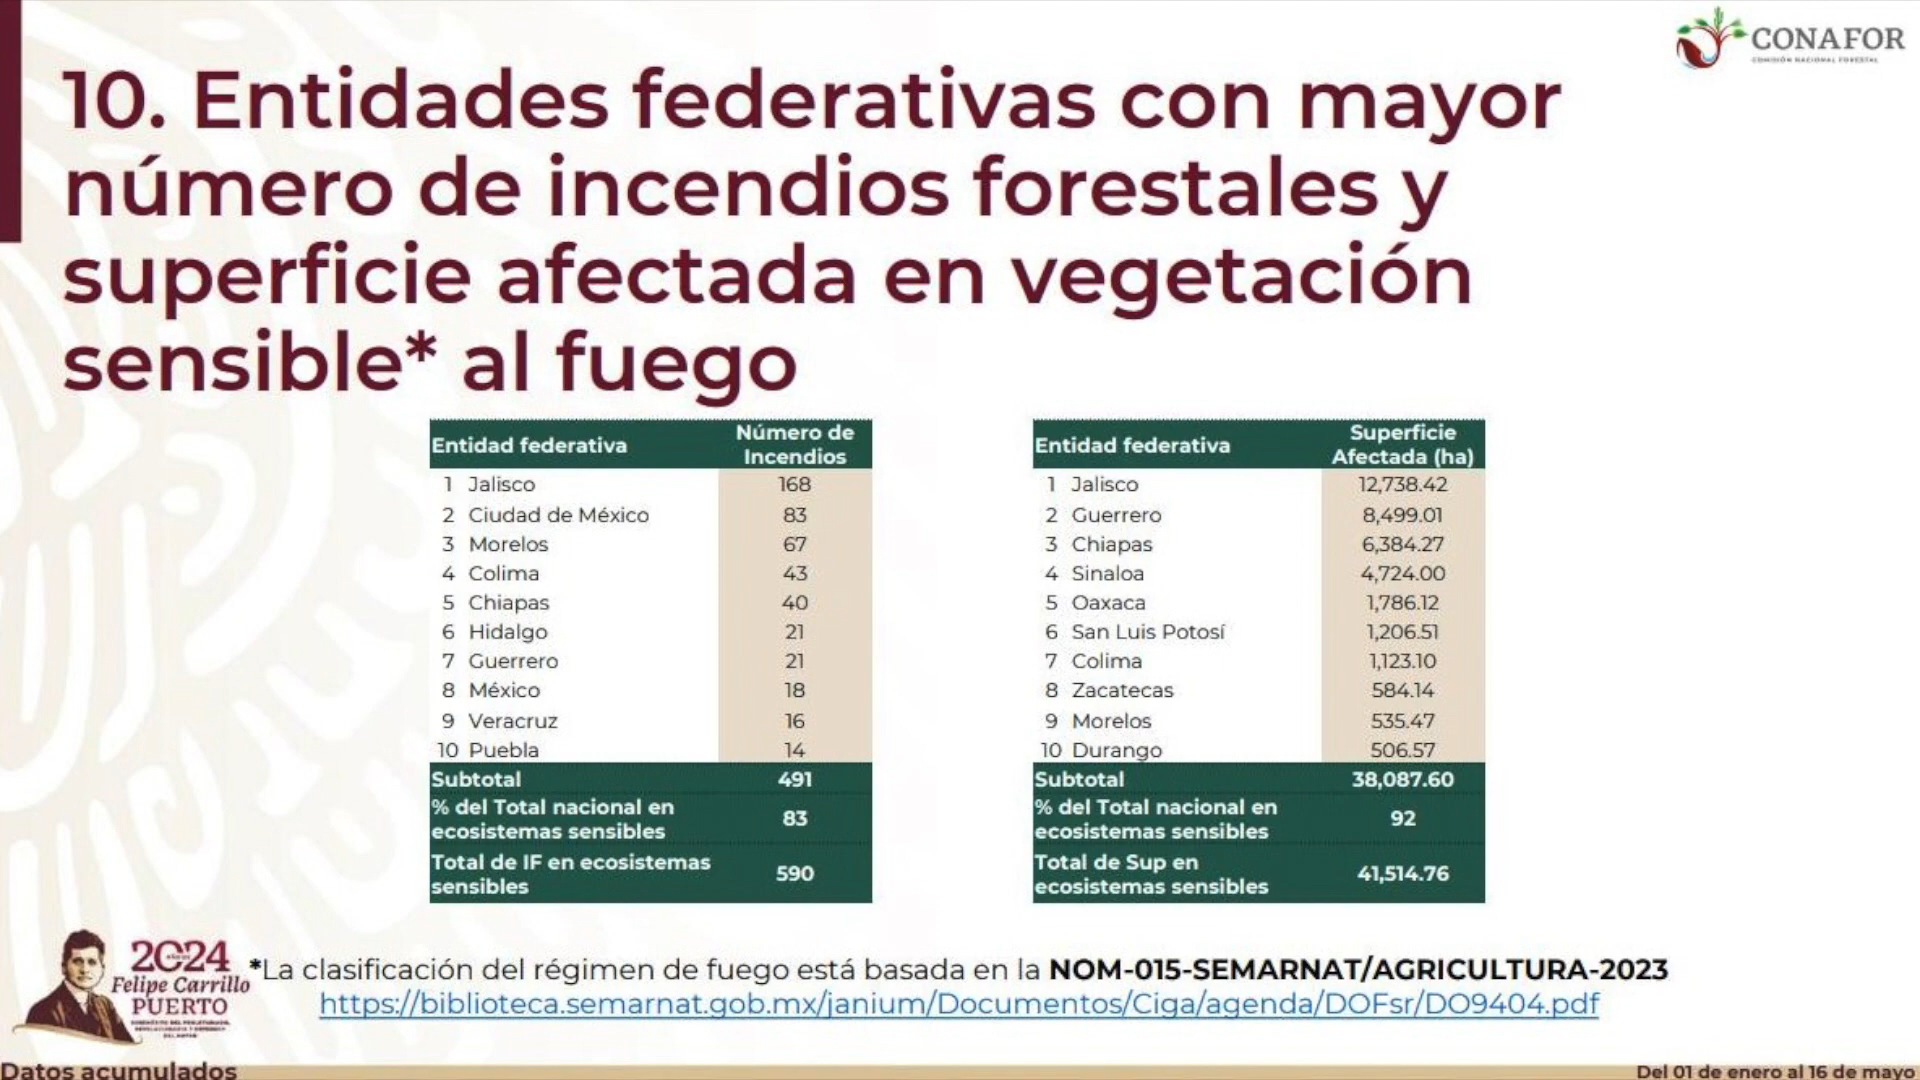 CONAFOR
COMISIÓN NACIONAL FORESTAL
10. Entidades federativas con mayor
número de incendios forestales y
superficie afectada en vegetación
sensible* al fuego
Entidad federativa Número de Incendios
1 Jalisco 168
2 Ciudad de México 83
3 Morelos 67
4 Colima 43
5 Chiapas 40
6 Hidalgo 21
7 Guerrero 21
8 México 18
9 Veracruz 16
10 Puebla 14
Subtotal 491
% del Total nacional en ecosistemas sensibles 83
Total de IF en ecosistemas sensibles 590
Entidad federativa Superficie Afectada (ha)
1 Jalisco 12,738.42
2 Guerrero 8,499.01
3 Chiapas 6,384.27
4 Sinaloa 4,724.00
5 Oaxaca 1,786.12
6 San Luis Potosí 1,206.51
7 Colima 1,123.10
8 Zacatecas 584.14
9 Morelos 535.47
10 Durango 506.57
Subtotal 38,087.60
% del Total nacional en ecosistemas sensibles 92
Total de Sup en ecosistemas sensibles 41,514.76
2024
Felipe Carrillo
PUERTO
*La clasificación del régimen de fuego está basada en la NOM-015-SEMARNAT/AGRICULTURA-2023
https://biblioteca.semarnat.gob.mx/janium/Documentos/Ciga/agenda/DOFsr/DO9404.pdf
Datos acumulados
Del 01 de enero al 16 de mayo